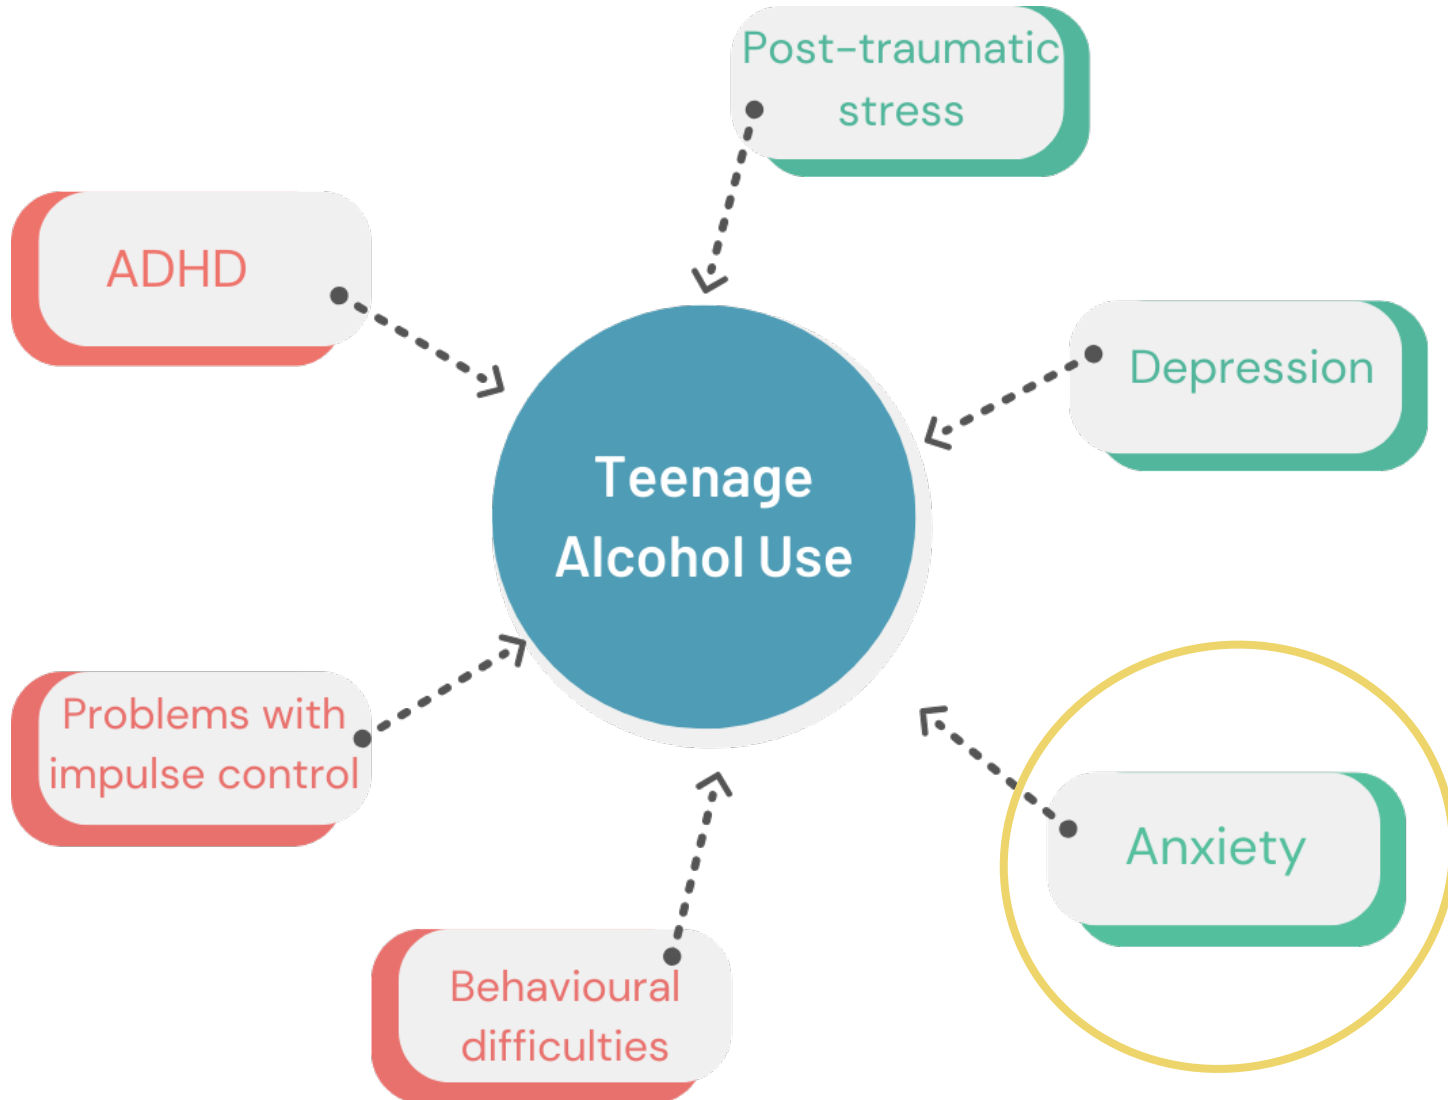 Post-traumatic
stress
ADHD
Depression
Teenage
Alcohol Use
Problems with
impulse control
Anxiety
Behavioural
difficulties